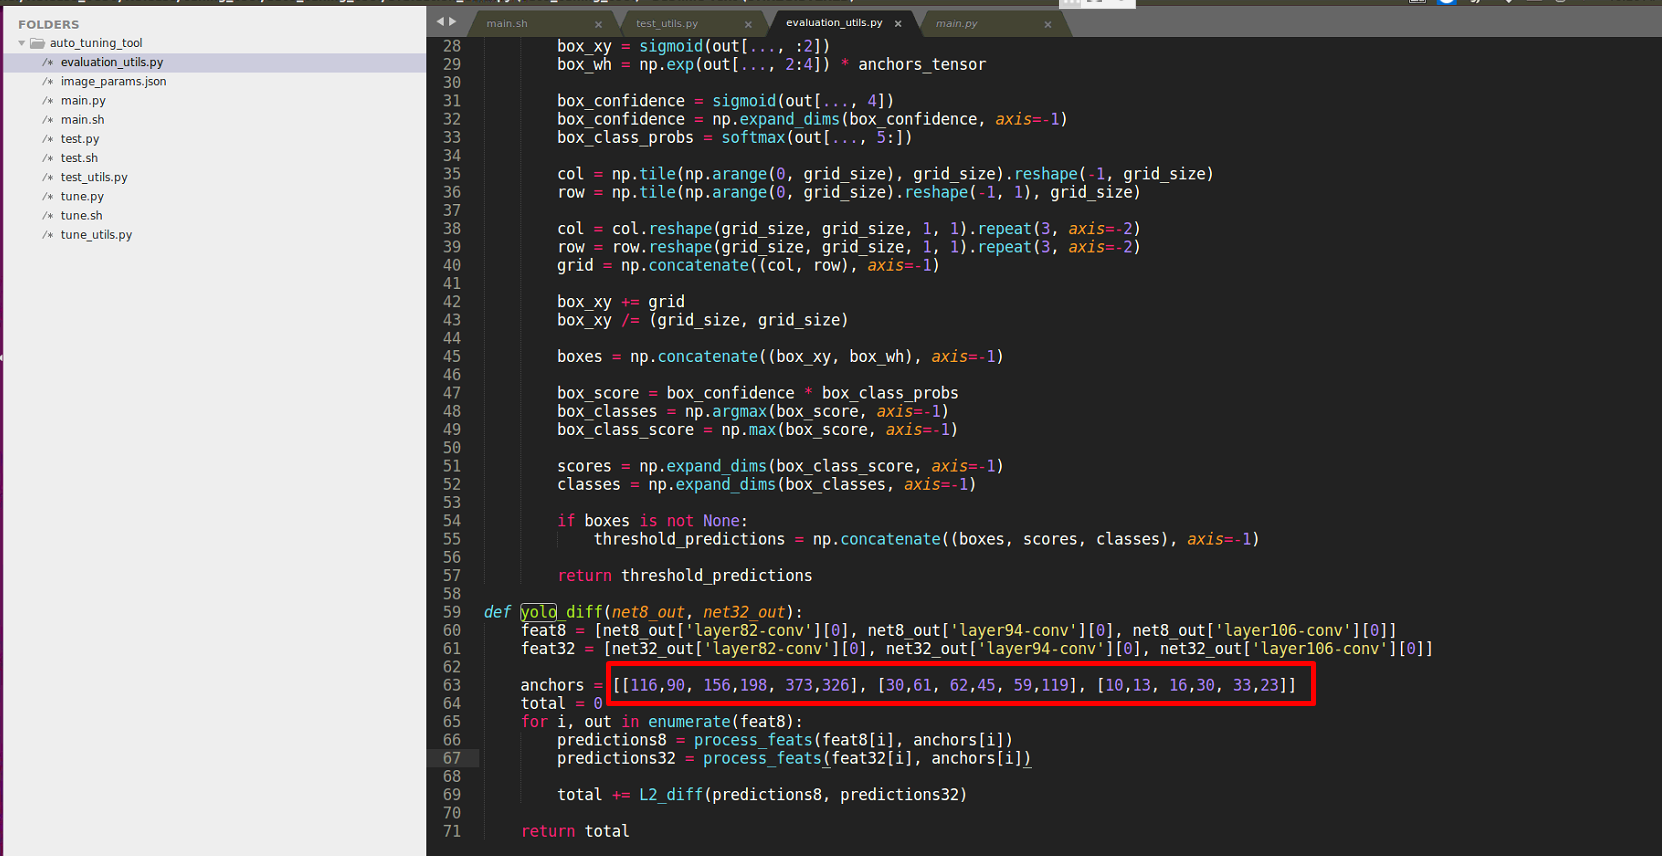 FOLDERS
auto_tuning_tool
evaluation_utils.py
image_params.json
main.py
main.sh
test.py
test.sh
test_utils.py
tune.py
tune.sh
tune_utils.py
main.sh × test_utils.py × evaluation_utils.py × main.py ×
28 box_xy = sigmoid(out[..., :2])
29 box_wh = np.exp(out[..., 2:4]) * anchors_tensor
30
31 box_confidence = sigmoid(out[..., 4])
32 box_confidence = np.expand_dims(box_confidence, axis=-1)
33 box_class_probs = softmax(out[..., 5:])
34
35 col = np.tile(np.arange(0, grid_size), grid_size).reshape(-1, grid_size)
36 row = np.tile(np.arange(0, grid_size).reshape(-1, 1), grid_size)
37
38 col = col.reshape(grid_size, grid_size, 1, 1).repeat(3, axis=-2)
39 row = row.reshape(grid_size, grid_size, 1, 1).repeat(3, axis=-2)
40 grid = np.concatenate((col, row), axis=-1)
41
42 box_xy += grid
43 box_xy /= (grid_size, grid_size)
44
45 boxes = np.concatenate((box_xy, box_wh), axis=-1)
46
47 box_score = box_confidence * box_class_probs
48 box_classes = np.argmax(box_score, axis=-1)
49 box_class_score = np.max(box_score, axis=-1)
50
51 scores = np.expand_dims(box_class_score, axis=-1)
52 classes = np.expand_dims(box_classes, axis=-1)
53
54 if boxes is not None:
55 threshold_predictions = np.concatenate((boxes, scores, classes), axis=-1)
56
57 return threshold_predictions
58
59 def yolo_diff(net8_out, net32_out):
60 feat8 = [net8_out['layer82-conv'][0], net8_out['layer94-conv'][0], net8_out['layer106-conv'][0]]
61 feat32 = [net32_out['layer82-conv'][0], net32_out['layer94-conv'][0], net32_out['layer106-conv'][0]]
62
63 anchors = [[116,90, 156,198, 373,326], [30,61, 62,45, 59,119], [10,13, 16,30, 33,23]]
64 total = 0
65 for i, out in enumerate(feat8):
66 predictions8 = process_feats(feat8[i], anchors[i])
67 predictions32 = process_feats(feat32[i], anchors[i])
68
69 total += L2_diff(predictions8, predictions32)
70
71 return total